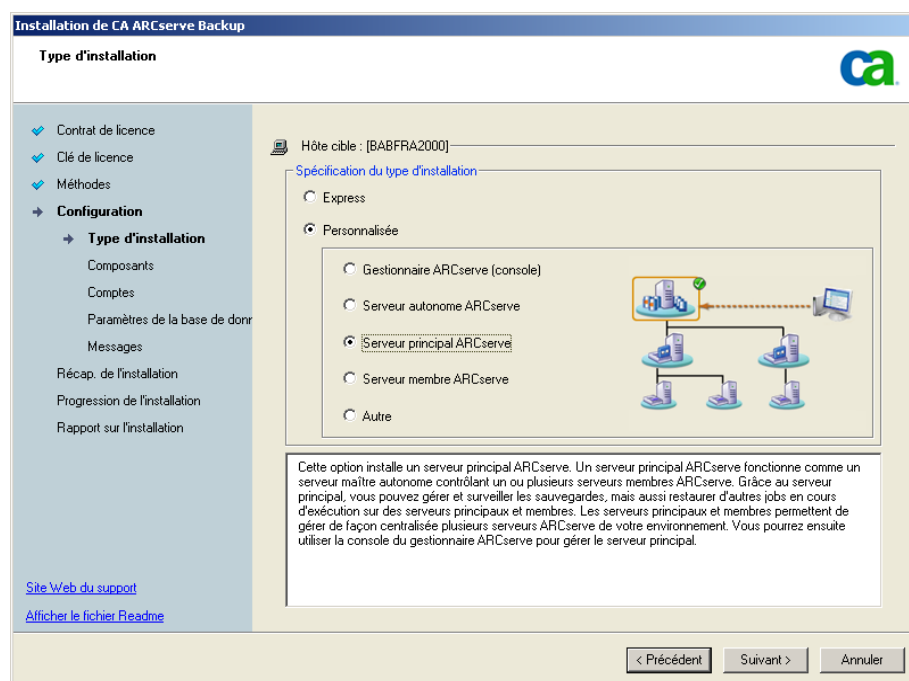 Installation de CA ARCserve Backup
Type d'installation
ca
Contrat de licence
Clé de licence
Méthodes
Configuration
Type d'installation
Composants
Comptes
Paramètres de la base de donr
Messages
Récap. de l'installation
Progression de l'installation
Rapport sur l'installation
Site Web du support
Afficher le fichier Readme
Hôte cible : [BABFRA2000]
Spécification du type d'installation
Express
Personnalisée
Gestionnaire ARCserve (console)
Serveur autonome ARCserve
Serveur principal ARCserve
Serveur membre ARCserve
Autre
Cette option installe un serveur principal ARCserve. Un serveur principal ARCserve fonctionne comme un
serveur maître autonome contrôlant un ou plusieurs serveurs membres ARCserve. Grâce au serveur
principal, vous pouvez gérer et surveiller les sauvegardes, mais aussi restaurer d'autres jobs en cours
d'exécution sur des serveurs principaux et membres. Les serveurs principaux et membres permettent de
gérer de façon centralisée plusieurs serveurs ARCserve de votre environnement. Vous pourrez ensuite
utiliser la console du gestionnaire ARCserve pour gérer le serveur principal.
< Précédent
Suivant >
Annuler